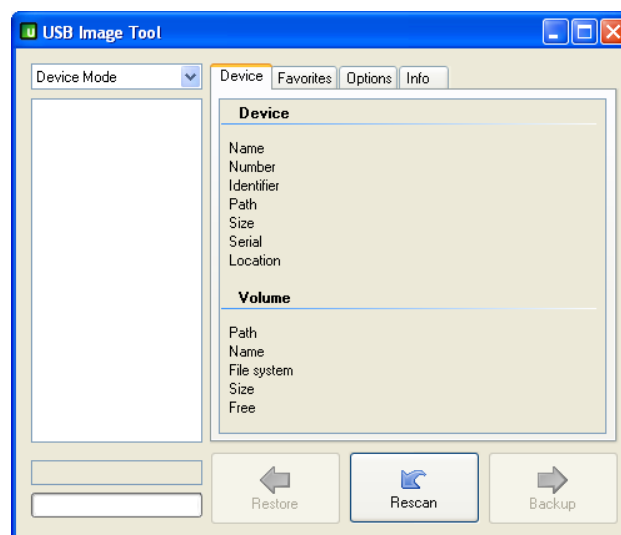 USB Image Tool
Device Mode
Device Favorites Options Info
Device
Name
Number
Identifier
Path
Size
Serial
Location
Volume
Path
Name
File system
Size
Free
Restore Rescan Backup